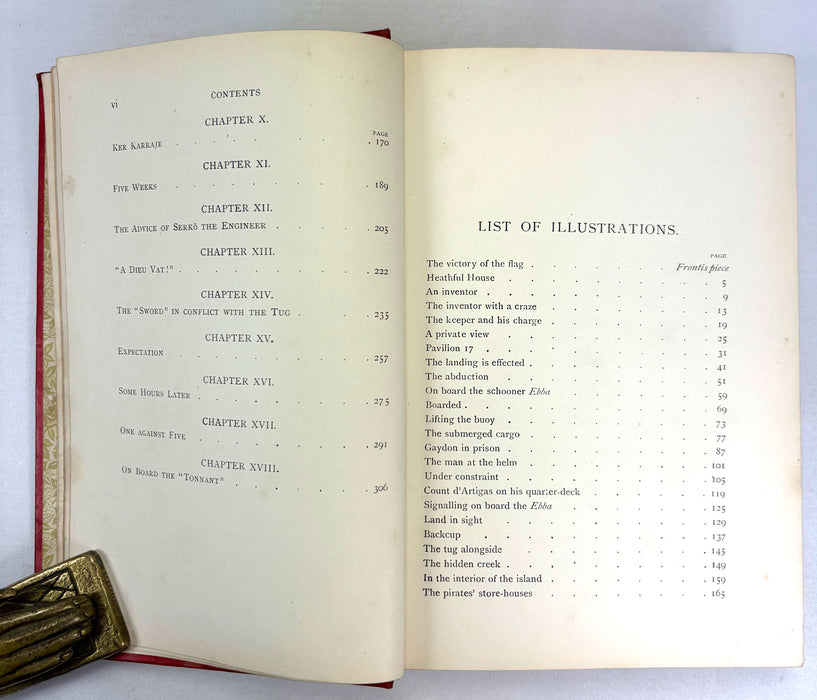 vi CONTENTS
CHAPTER X.
PAGE
KER KARRAJE . . . . . . . . 170
CHAPTER XI.
FIVE WEEKS . . . . . . . . 189
CHAPTER XII.
THE ADVICE OF SERKÖ THE ENGINEER . . . . . 205
CHAPTER XIII.
"A DIEU VAT!" . . . . . . . . 222
CHAPTER XIV.
THE "SWORD" IN CONFLICT WITH THE TUG . . . . 235
CHAPTER XV.
EXPECTATION . . . . . . . . 257
CHAPTER XVI.
SOME HOURS LATER . . . . . . . 275
CHAPTER XVII.
ONE AGAINST FIVE . . . . . . . 291
CHAPTER XVIII.
ON BOARD THE "TONNANT" . . . . . . 306
LIST OF ILLUSTRATIONS.
PAGE
The victory of the flag . . . . . . Frontispiece
Heathful House . . . . . . . . 5
An inventor . . . . . . . . . 9
The inventor with a craze . . . . . . . 13
The keeper and his charge . . . . . . . 19
A private view . . . . . . . . 25
Pavilion 17 . . . . . . . . . 31
The landing is effected . . . . . . . . 41
The abduction . . . . . . . . 51
On board the schooner Ebba . . . . . . 59
Boarded . . . . . . . . . . 69
Lifting the buoy . . . . . . . . 73
The submerged cargo . . . . . . . 77
Gaydon in prison . . . . . . . . 87
The man at the helm . . . . . . . 101
Under constraint . . . . . . . . 105
Count d'Artigas on his quarter-deck . . . . . 119
Signalling on board the Ebba . . . . . . 125
Land in sight . . . . . . . . 129
Backcup . . . . . . . . . 137
The tug alongside . . . . . . . . 145
The hidden creek . . . . . . . . 149
In the interior of the island . . . . . . . 159
The pirates' store-houses . . . . . . . 165